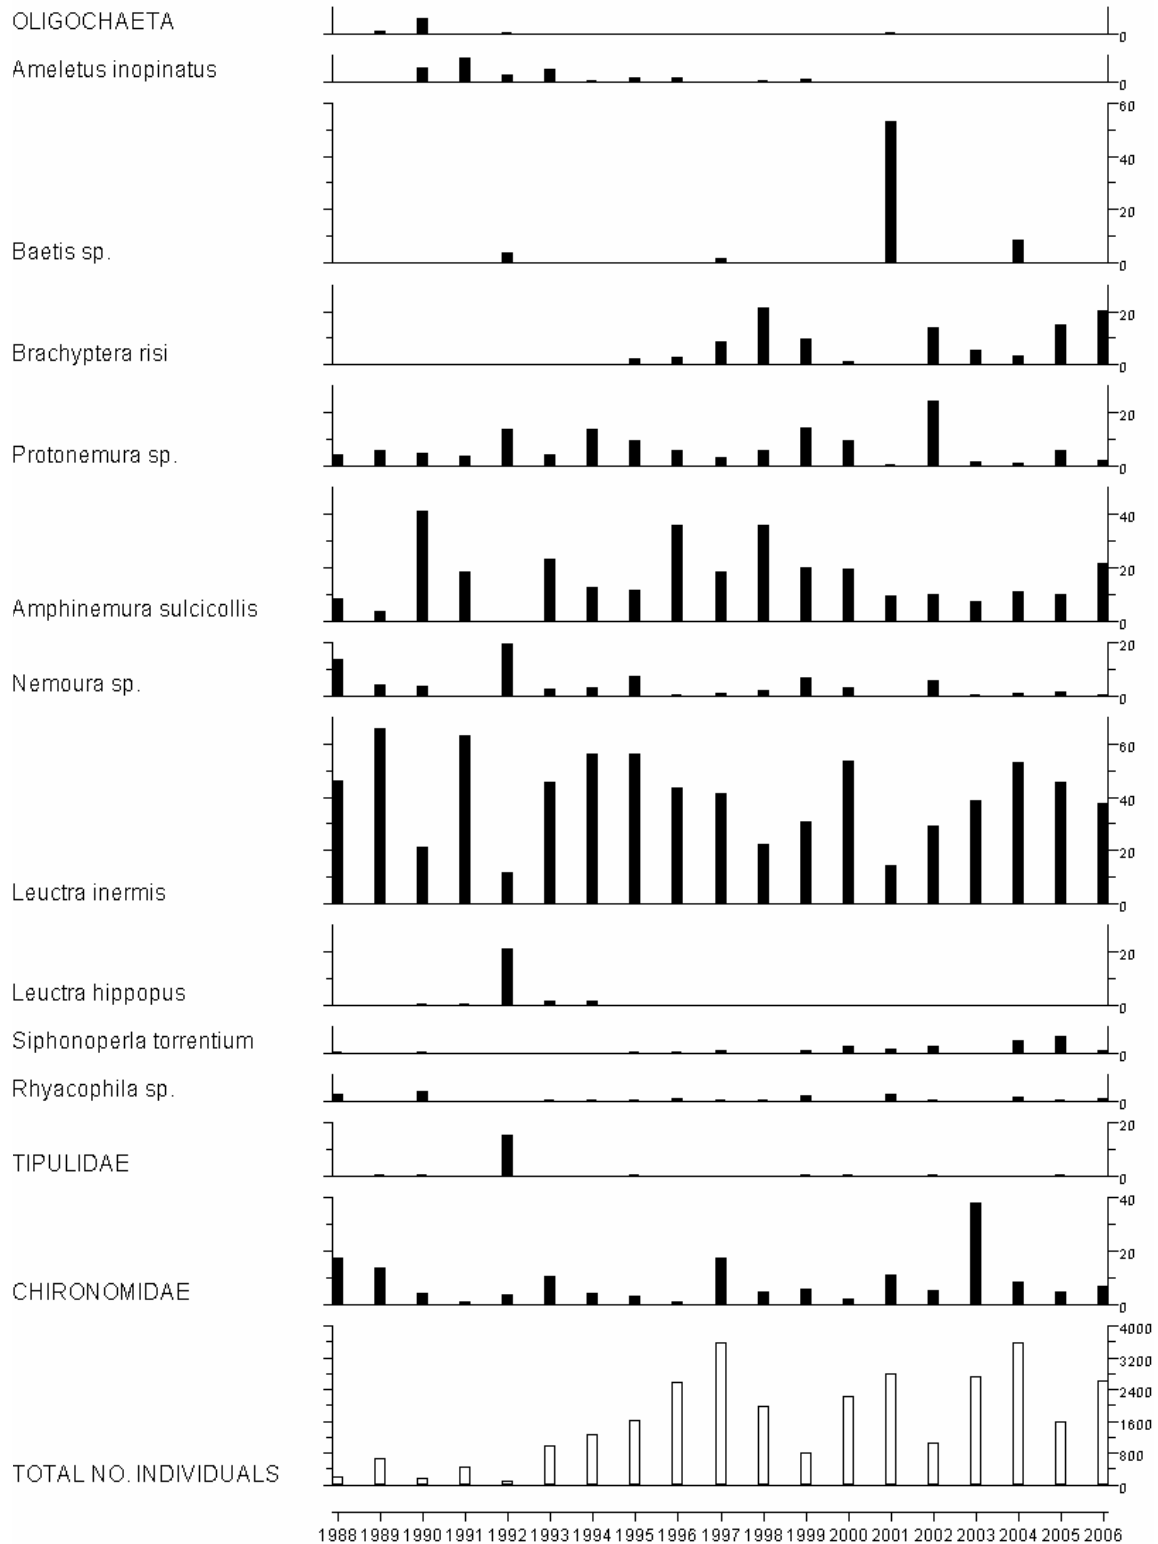 OLIGOCHAETA
0
Ameletus inopinatus
0
60
40
20
Baetis sp.
0
20
Brachyptera risi
0
20
Protonemura sp.
0
40
20
Amphinemura sulcicollis
0
20
Nemoura sp.
0
60
40
20
Leuctra inermis
0
20
Leuctra hippopus
0
Siphonoperla torrentium
0
Rhyacophila sp.
0
20
TIPULIDAE
0
40
20
CHIRONOMIDAE
0
4000
3200
2400
1600
800
TOTAL NO. INDIVIDUALS
0
1988 1989 1990 1991 1992 1993 1994 1995 1996 1997 1998 1999 2000 2001 2002 2003 2004 2005 2006